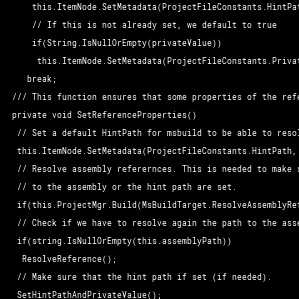 this.ItemNode.SetMetadata(ProjectFileConstants.HintPat
// If this is not already set, we default to true
if(String.IsNullOrEmpty(privateValue))
this.ItemNode.SetMetadata(ProjectFileConstants.Privat
break;
/// This function ensures that some properties of the refe
private void SetReferenceProperties()
// Set a default HintPath for msbuild to be able to resol
this.ItemNode.SetMetadata(ProjectFileConstants.HintPath,
// Resolve assembly referernces. This is needed to make s
// to the assembly or the hint path are set.
if(this.ProjectMgr.Build(MsBuildTarget.ResolveAssemblyRef
// Check if we have to resolve again the path to the asse
if(string.IsNullOrEmpty(this.assemblyPath))
ResolveReference();
// Make sure that the hint path if set (if needed).
SetHintPathAndPrivateValue();